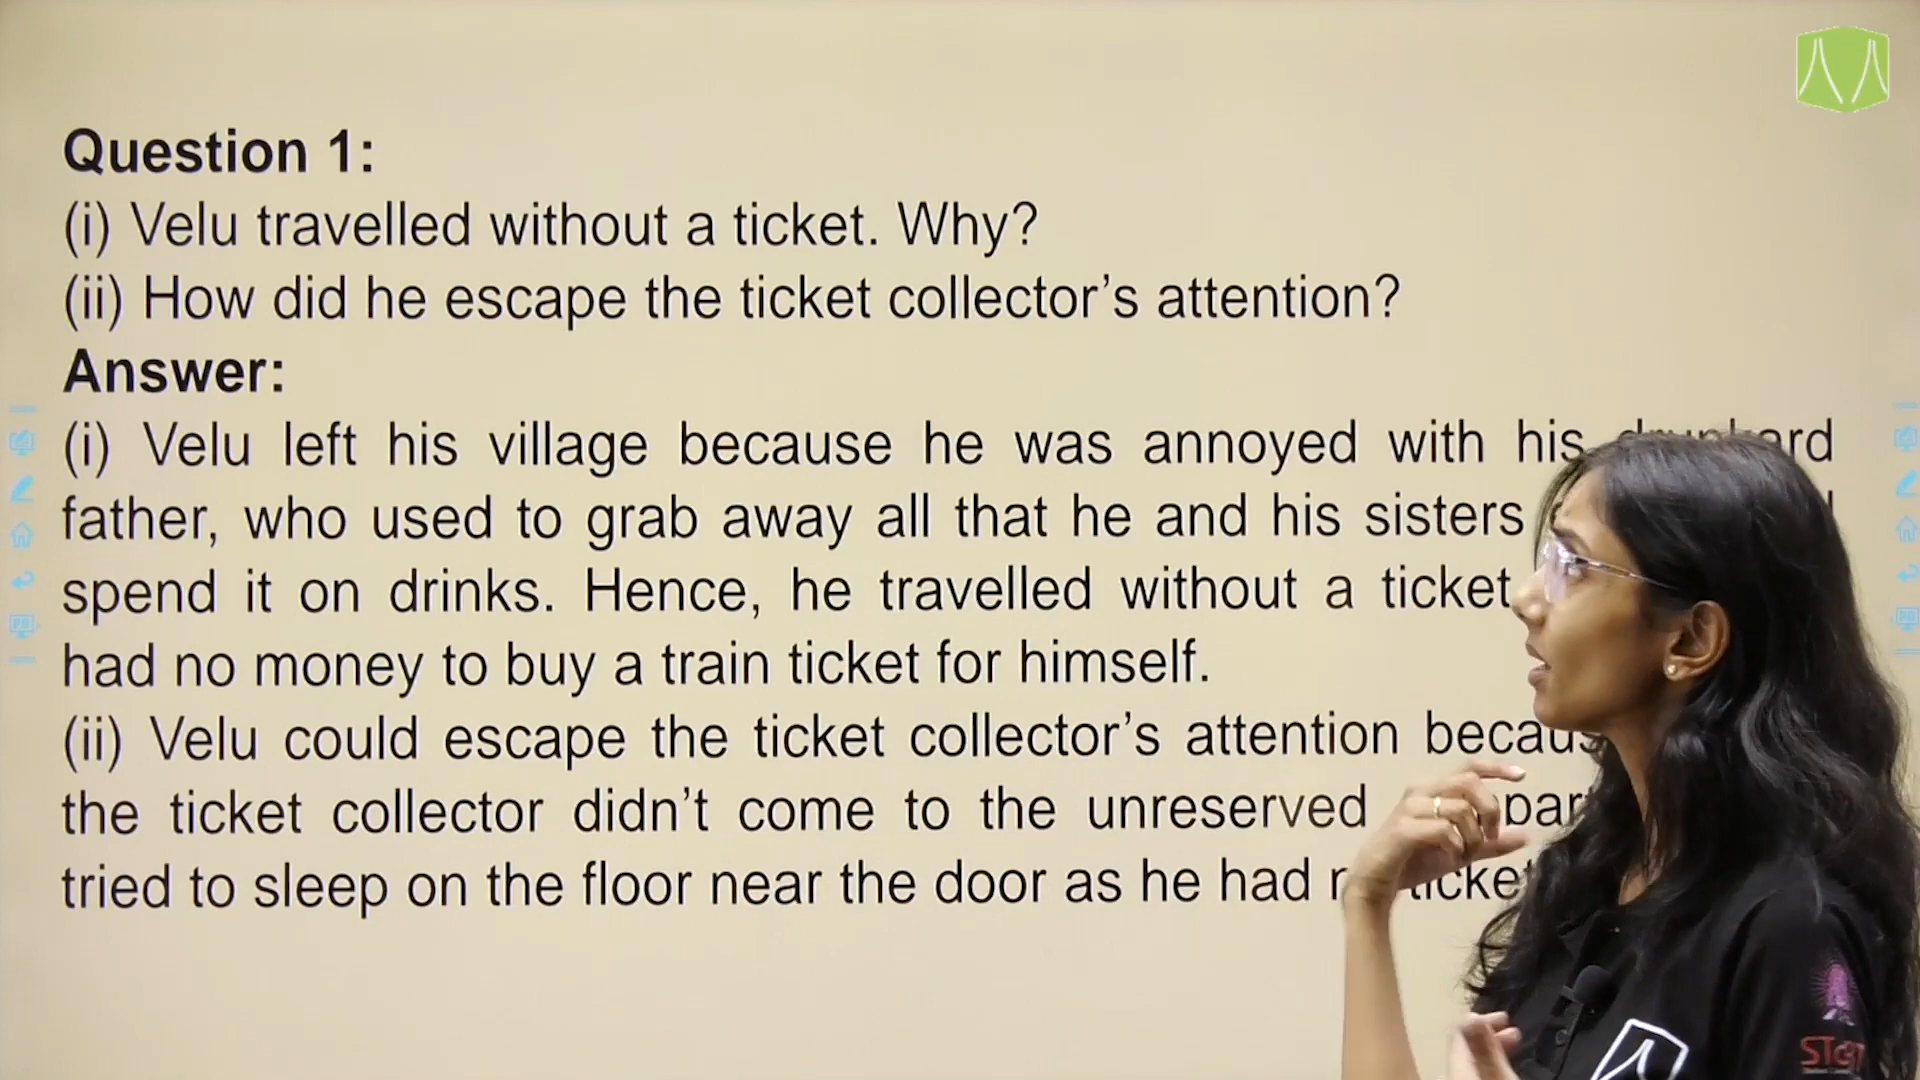 Question 1:
(i) Velu travelled without a ticket. Why?
(ii) How did he escape the ticket collector’s attention?
Answer:
(i) Velu left his village because he was annoyed with his
father, who used to grab away all that he and his sisters
spend it on drinks. Hence, he travelled without a ticket
had no money to buy a train ticket for himself.
(ii) Velu could escape the ticket collector’s attention
the ticket collector didn’t come to the unreserved
tried to sleep on the floor near the door as he had